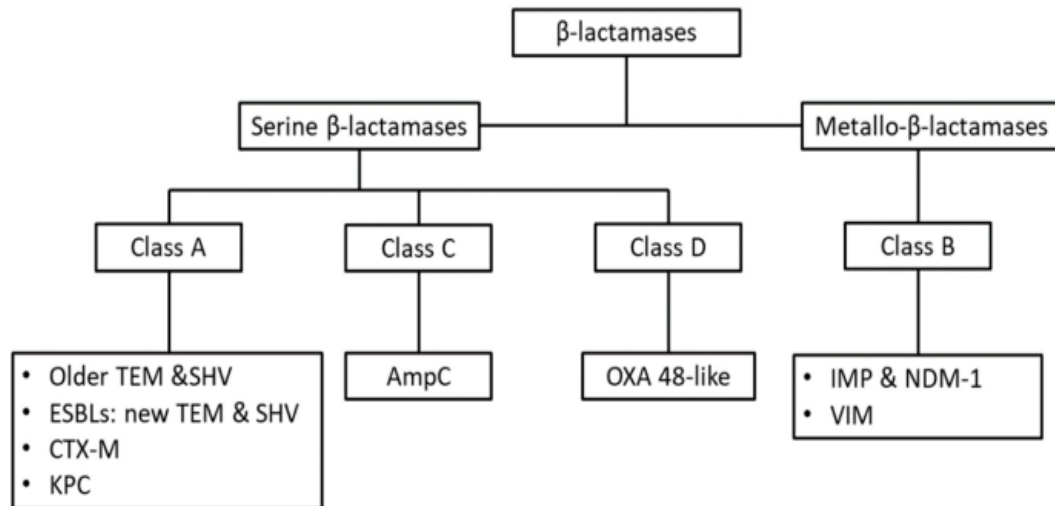 β-lactamases
Serine β-lactamases
Metallo-β-lactamases
Class A
Class C
Class D
Class B
• Older TEM &SHV
• ESBLs: new TEM & SHV
• CTX-M
• KPC
AmpC
OXA 48-like
• IMP & NDM-1
• VIM